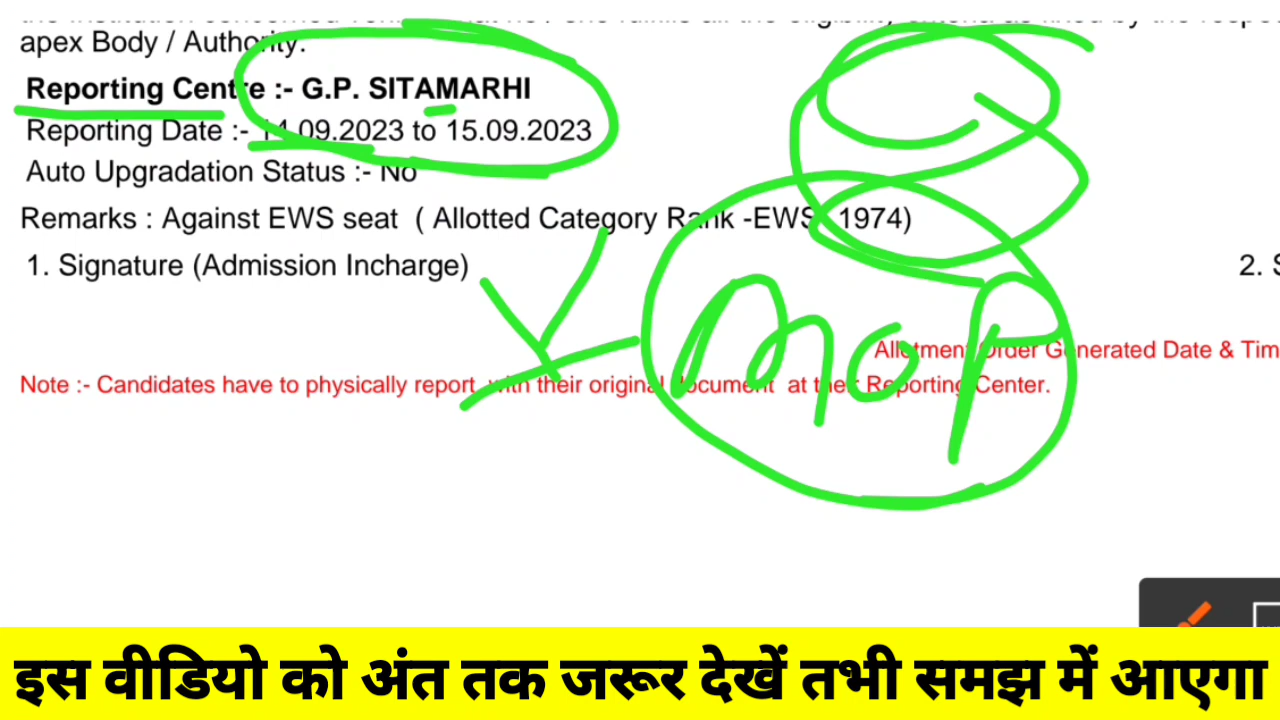 apex Body / Authority.
Reporting Centre :- G.P. SITAMARHI
Reporting Date :- 14.09.2023 to 15.09.2023
Auto Upgradation Status :- No
Remarks : Against EWS seat ( Allotted Category Rank -EWS 1974)
1. Signature (Admission Incharge)
2.
mop
Allotment Order Generated Date &
Note :- Candidates have to physically report with their original document at their Reporting Center.
इस वीडियो को अंत तक जरूर देखें तभी समझ में आएगा